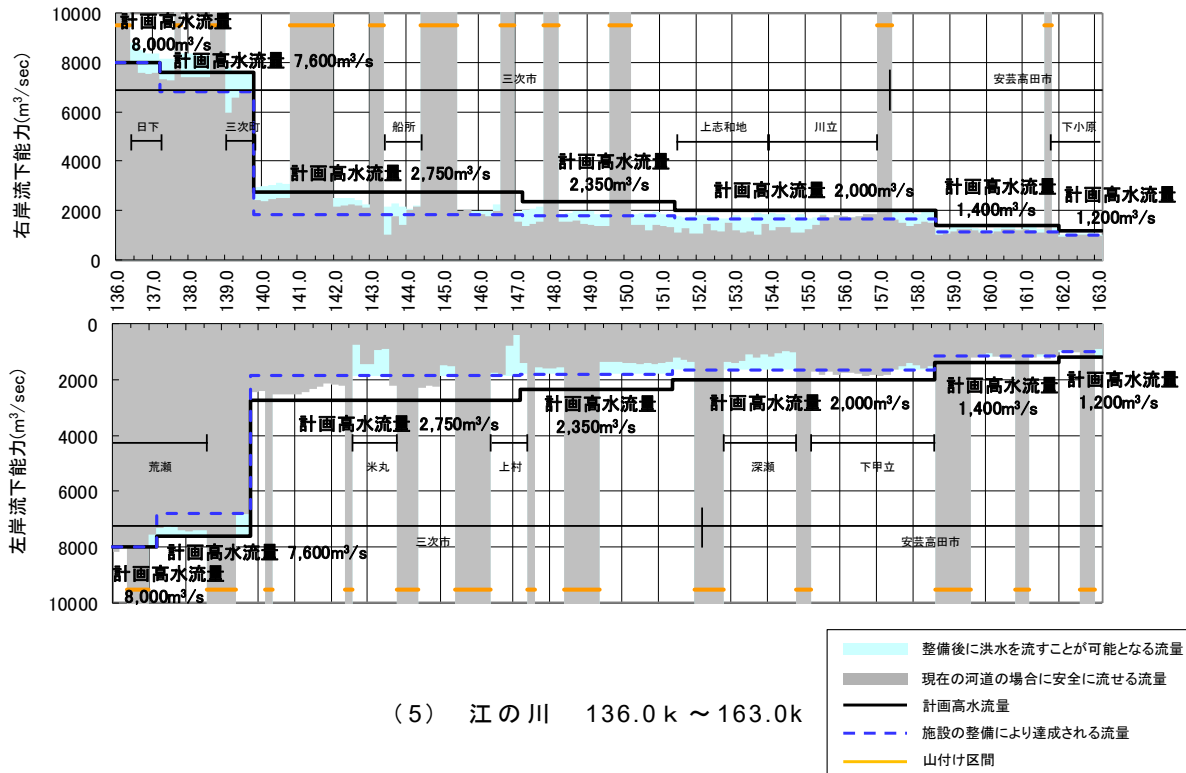 右岸流下能力(m³/sec)
10000
8000
6000
4000
2000
0
計画高水流量
8,000m³/s
計画高水流量 7,600m³/s
三次市
安芸高田市
日下
三次町
船所
上志和地
川立
下小原
計画高水流量 2,750m³/s
計画高水流量
2,350m³/s
計画高水流量 2,000m³/s
計画高水流量
1,400m³/s
計画高水流量
1,200m³/s
136.0
137.0
138.0
139.0
140.0
141.0
142.0
143.0
144.0
145.0
146.0
147.0
148.0
149.0
150.0
151.0
153.0
154.0
155.0
156.0
157.0
158.0
159.0
160.0
161.0
162.0
163.0
左岸流下能力(m³/sec)
0
2000
4000
6000
8000
10000
計画高水流量 2,750m³/s
計画高水流量
2,350m³/s
計画高水流量 2,000m³/s
計画高水流量
1,400m³/s
計画高水流量
1,200m³/s
荒瀬
米丸
上村
深瀬
下甲立
三次市
安芸高田市
計画高水流量 7,600m³/s
計画高水流量
8,000m³/s
整備後に洪水を流すことが可能となる流量
現在の河道の場合に安全に流せる流量
計画高水流量
施設の整備により達成される流量
山付け区間
(5) 江の川 136.0k～163.0k